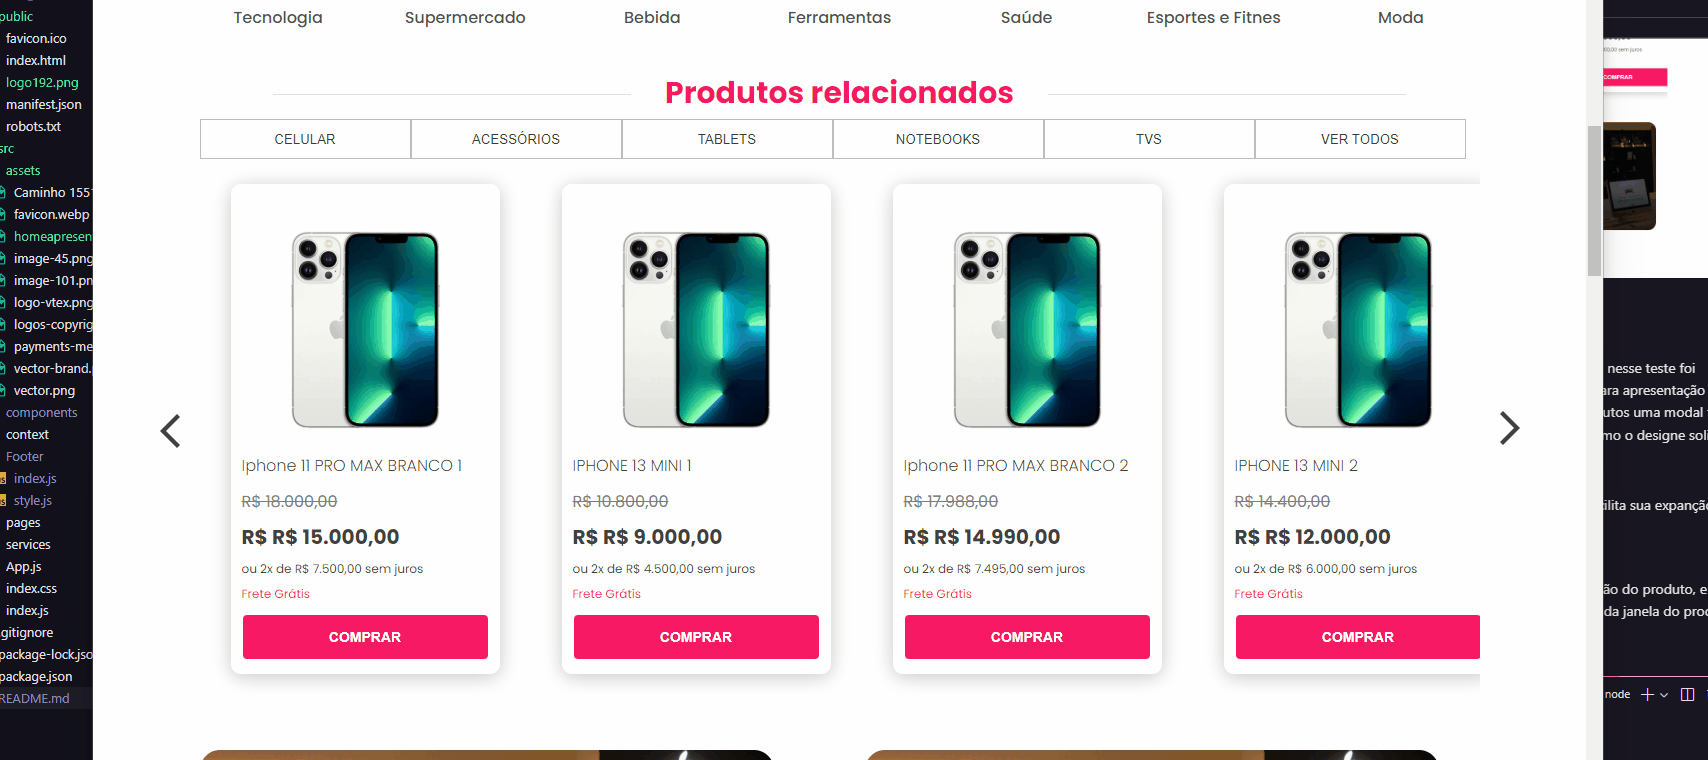 public
favicon.ico
index.html
logo192.png
manifest.json
robots.txt
src
assets
Caminho 155
favicon.webp
homeapresen
image-45.png
image-101.pn
logo-vtex.png
logos-copyrig
payments-me
vector-brand.
vector.png
components
context
Footer
index.js
style.js
pages
services
App.js
index.css
index.js
.gitignore
package-lock.jso
package.json
README.md
Tecnologia Supermercado Bebida Ferramentas Saúde Esportes e Fitnes Moda
Produtos relacionados
CELULAR ACESSÓRIOS TABLETS NOTEBOOKS TVS VER TODOS
Iphone 11 PRO MAX BRANCO 1
R$ 18.000,00
R$ R$ 15.000,00
ou 2x de R$ 7.500,00 sem juros
Frete Grátis
COMPRAR
IPHONE 13 MINI 1
R$ 10.800,00
R$ R$ 9.000,00
ou 2x de R$ 4.500,00 sem juros
Frete Grátis
COMPRAR
Iphone 11 PRO MAX BRANCO 2
R$ 17.988,00
R$ R$ 14.990,00
ou 2x de R$ 7.495,00 sem juros
Frete Grátis
COMPRAR
IPHONE 13 MINI 2
R$ 14.400,00
R$ R$ 12.000,00
ou 2x de R$ 6.000,00 sem juros
Frete Grátis
COMPRAR
00,00 sem juros
COMPRAR
nesse teste foi
ara apresentação
utos uma modal
mo o designe soli
cilita sua expança
ão do produto, e
da janela do proc
node